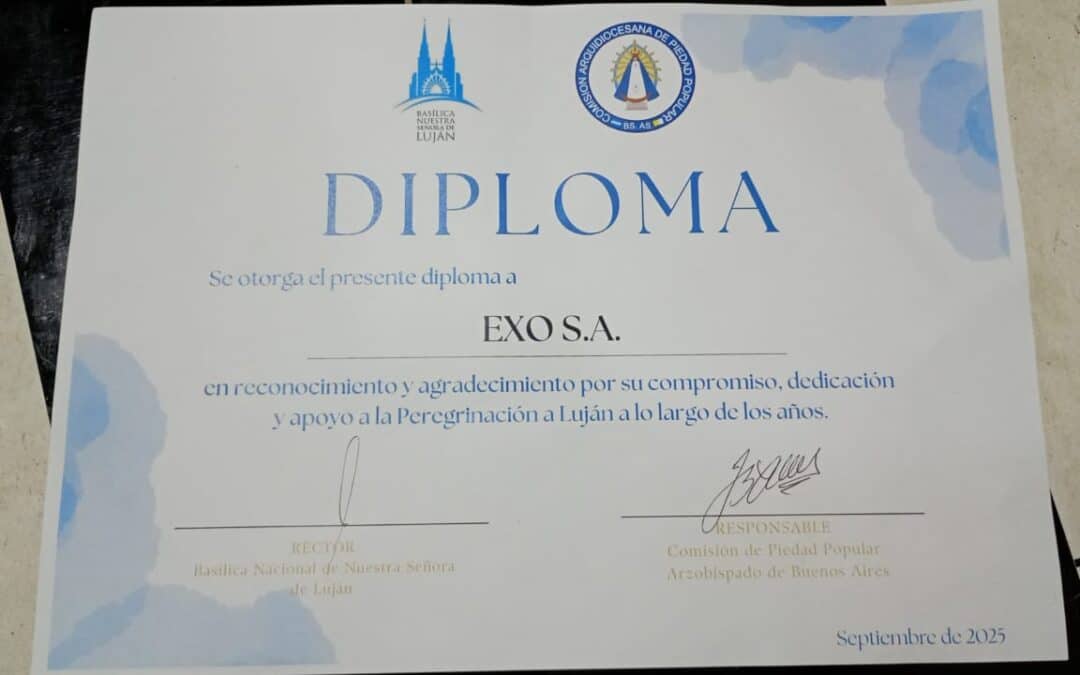 BASÍLICA
NUESTRA
SEÑORA DE
LUJÁN
COMISIÓN ARQUIDIOCESANA DE PIEDAD POPULAR
BS. AS
DIPLOMA
Se otorga el presente diploma a
EXO S.A.
en reconocimiento y agradecimiento por su compromiso, dedicación
y apoyo a la Peregrinación a Luján a lo largo de los años.
RECTOR
Basílica Nacional de Nuestra Señora
de Luján
RESPONSABLE
Comisión de Piedad Popular
Arzobispado de Buenos Aires
Septiembre de 2025